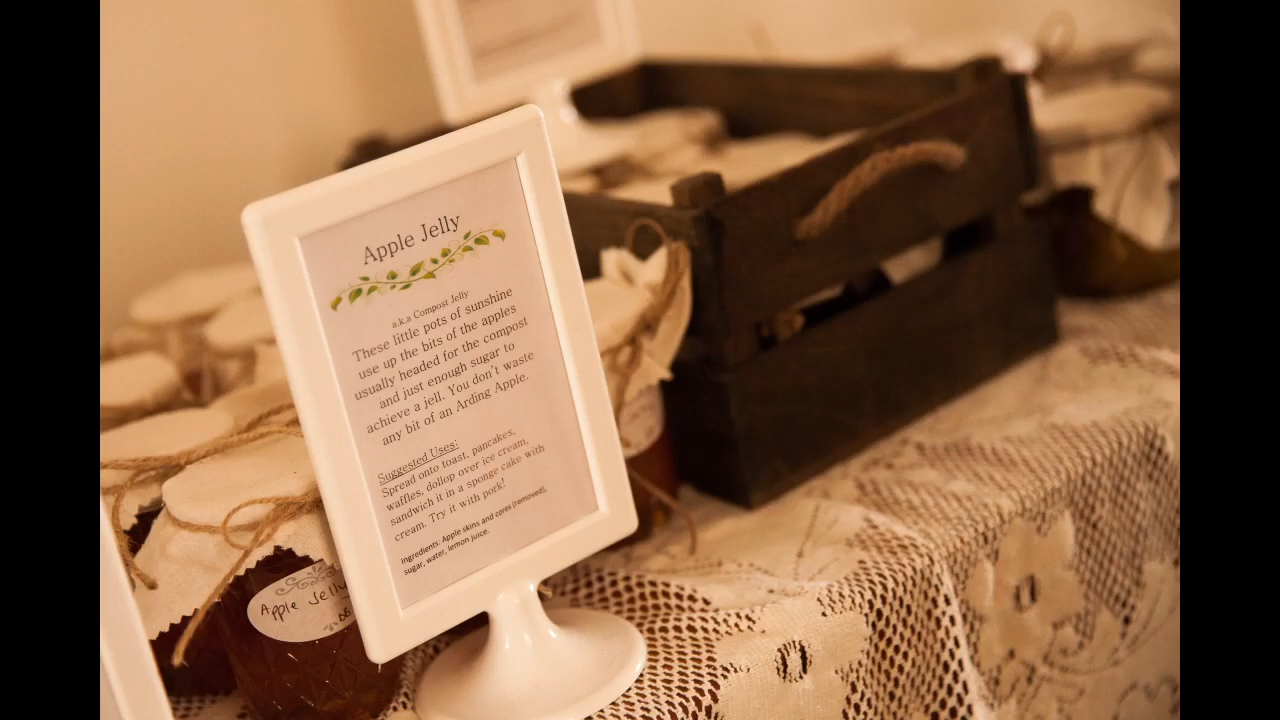 Apple Jelly
a.k.a Compost Jelly
These little pots of sunshine
use up the bits of the apples
usually headed for the compost
and just enough sugar to
achieve a jell. You don't waste
any bit of an Arding Apple.
Suggested Uses:
Spread onto toast, pancakes,
waffles, dollop over ice cream,
sandwich it in a sponge cake with
cream. Try it with pork!
Ingredients: Apple skins and cores (removed),
sugar, water, lemon juice.
Apple Jelly